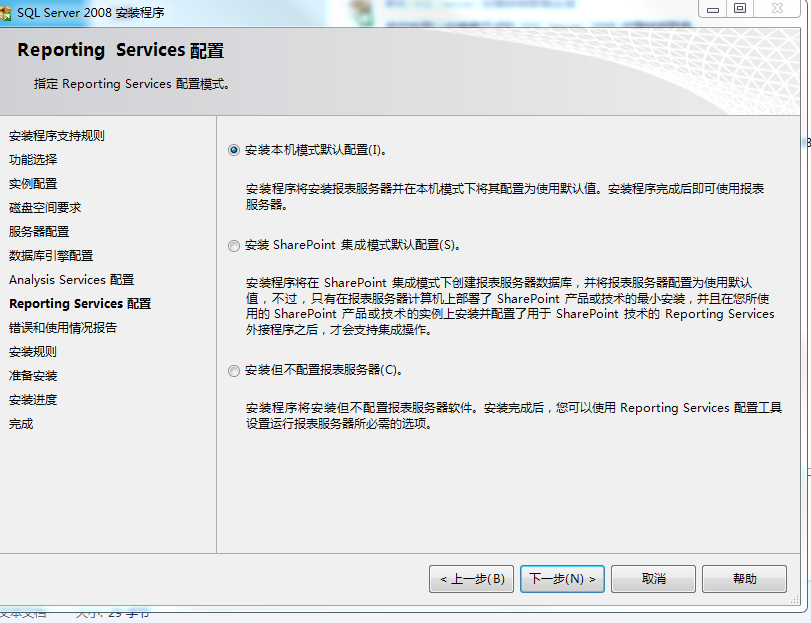 SQL Server 2008 安装程序
Reporting Services 配置
指定 Reporting Services 配置模式。
安装程序支持规则
功能选择
实例配置
磁盘空间要求
服务器配置
数据库引擎配置
Analysis Services 配置
Reporting Services 配置
错误和使用情况报告
安装规则
准备安装
安装进度
完成
安装本机模式默认配置(I)。
安装程序将安装报表服务器并在本机模式下将其配置为使用默认值。安装程序完成后即可使用报表
服务器。
安装 SharePoint 集成模式默认配置(S)。
安装程序将在 SharePoint 集成模式下创建报表服务器数据库，并将报表服务器配置为使用默认
值，不过，只有在报表服务器计算机上部署了 SharePoint 产品或技术的最小安装，并且在您所使
用的 SharePoint 产品或技术的实例上安装并配置了用于 SharePoint 技术的 Reporting Services
外接程序之后，才会支持集成操作。
安装但不配置报表服务器(C)。
安装程序将安装但不配置报表服务器软件。安装完成后，您可以使用 Reporting Services 配置工具
设置运行报表服务器所必需的选项。
< 上一步(B) 下一步(N) > 取消 帮助
文本文档 大小: 29 字节